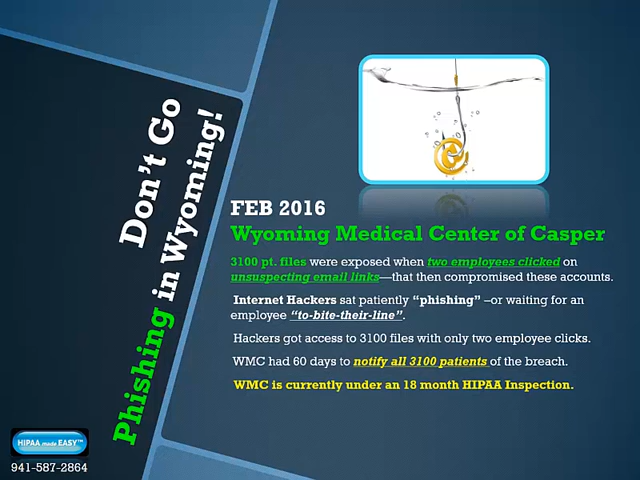 Don't Go
Phishing in Wyoming!
FEB 2016
Wyoming Medical Center of Casper
3100 pt. files were exposed when two employees clicked on
unsuspecting email links—that then compromised these accounts.
Internet Hackers sat patiently “phishing” –or waiting for an
employee “to-bite-their-line”.
Hackers got access to 3100 files with only two employee clicks.
WMC had 60 days to notify all 3100 patients of the breach.
WMC is currently under an 18 month HIPAA Inspection.
HIPAA made EASY™
941-587-2864